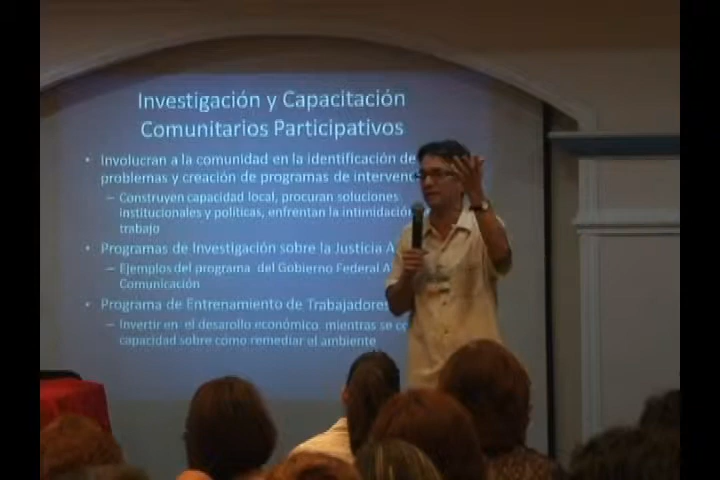 Investigación y Capacitación
Comunitarios Participativos
• Involucran a la comunidad en la identificación de
problemas y creación de programas de intervenc
– Construyen capacidad local, procuran soluciones
institucionales y políticas, enfrentan la intimidació
trabajo
• Programas de Investigación sobre la Justicia A
– Ejemplos del programa del Gobierno Federal A
Comunicación
• Programa de Entrenamiento de Trabajadore
– Invertir en el desarollo económico mientras se co
capacidad sobre como remediar el ambiente